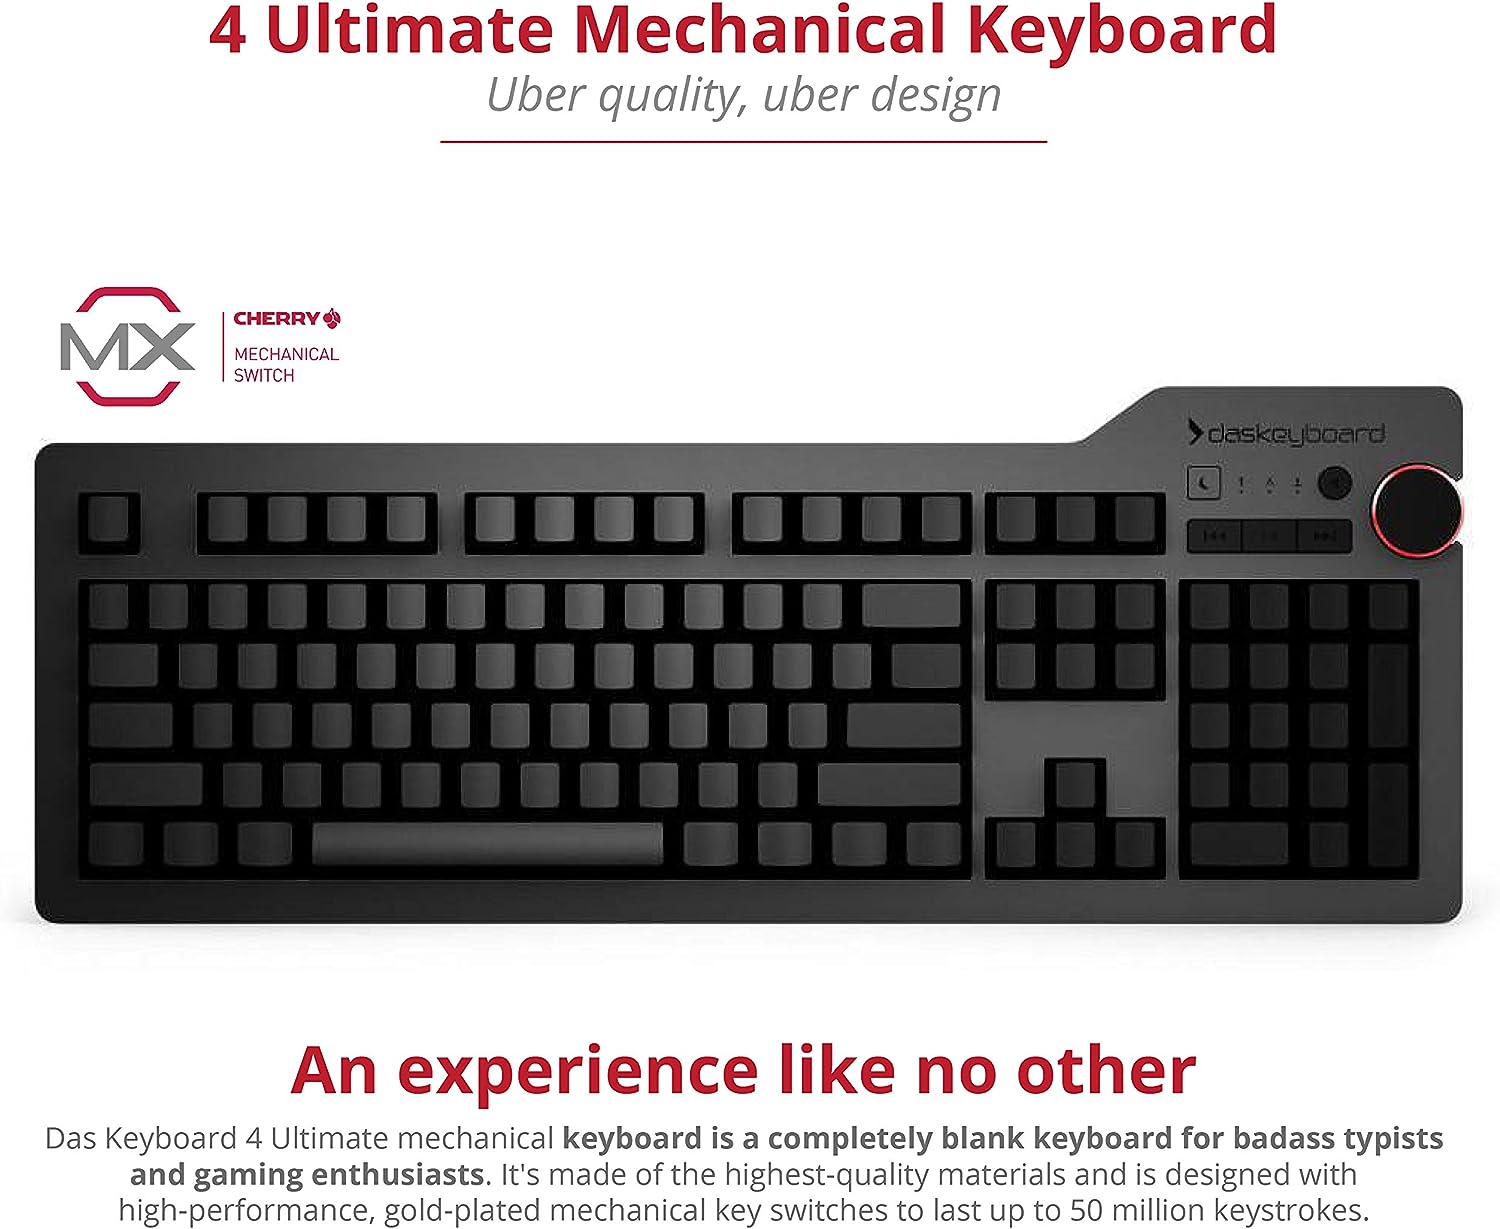 4 Ultimate Mechanical Keyboard
Uber quality, uber design
MX
CHERRY
MECHANICAL
SWITCH
daskeyboard
An experience like no other
Das Keyboard 4 Ultimate mechanical keyboard is a completely blank keyboard for badass typists
and gaming enthusiasts. It's made of the highest-quality materials and is designed with
high-performance, gold-plated mechanical key switches to last up to 50 million keystrokes.